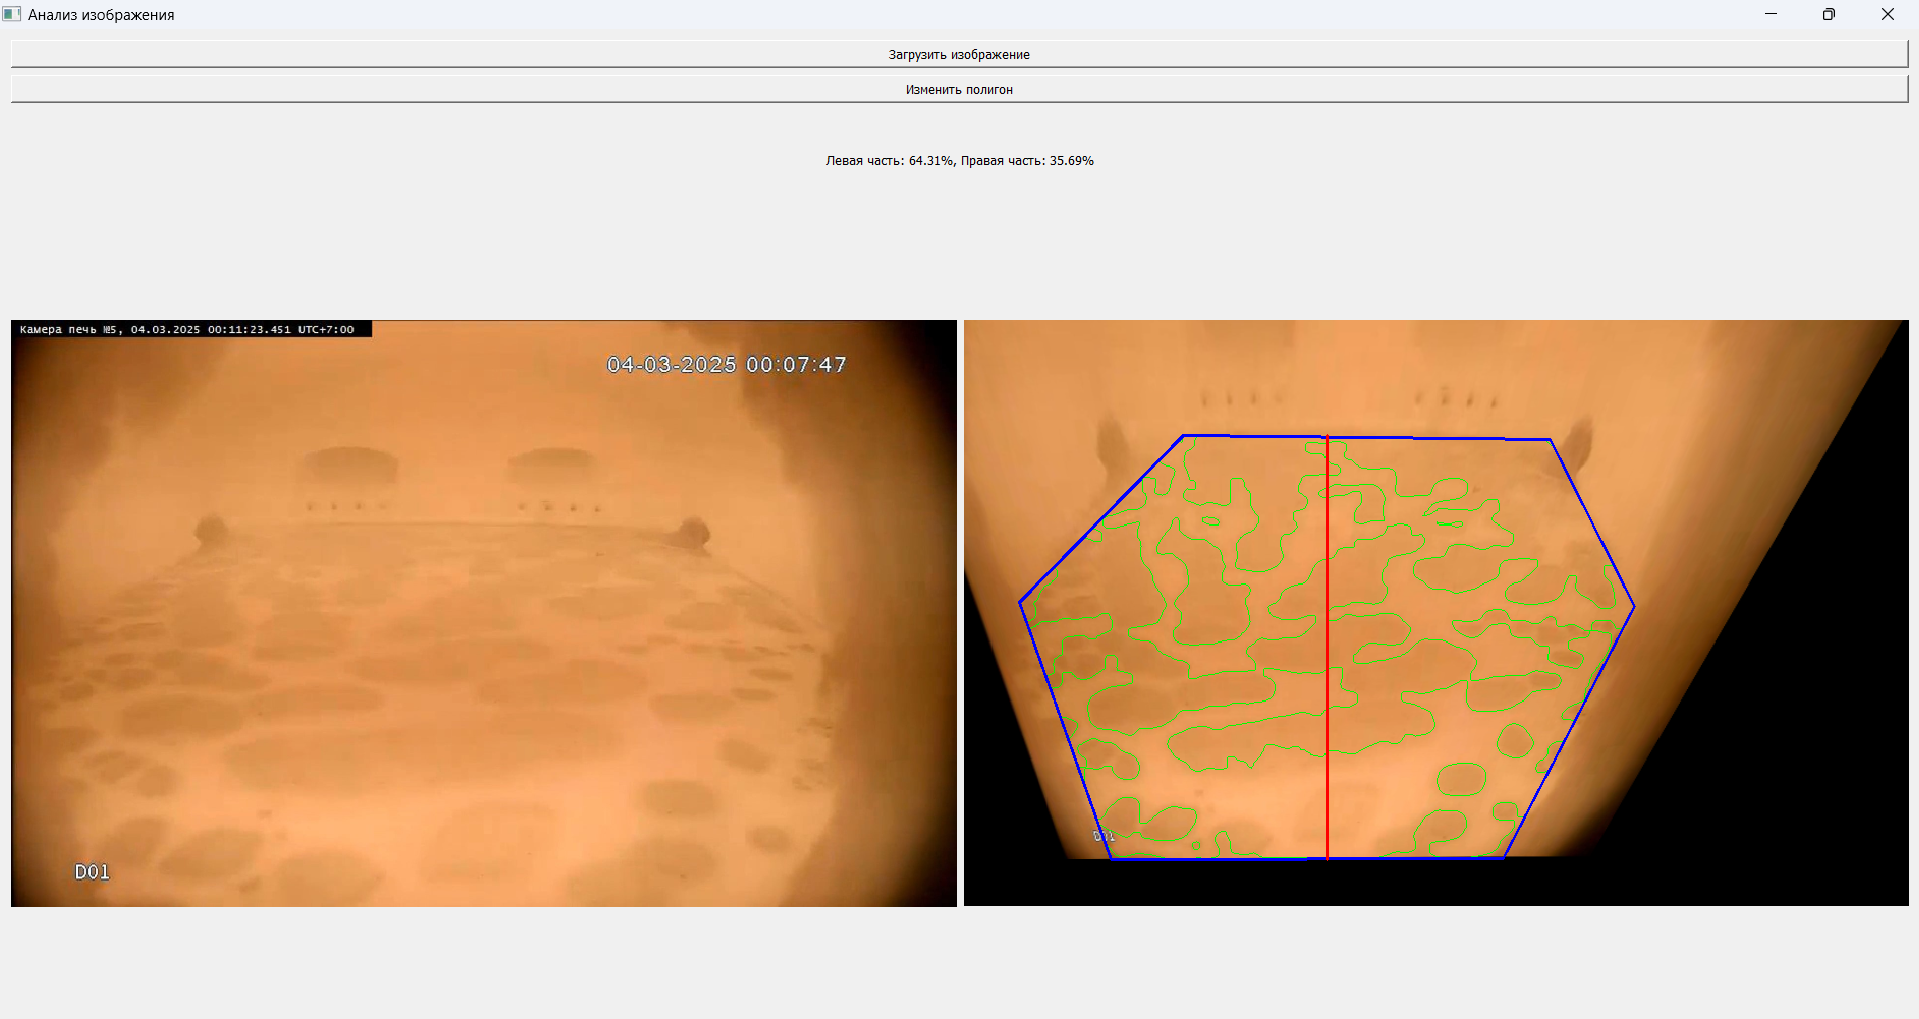 Анализ изображения
Загрузить изображение
Изменить полигон
Левая часть: 64.31%, Правая часть: 35.69%
Камера печь №5, 04.03.2025 00:11:23.451 UTC+7:00
04-03-2025 00:07:47
D01
D01